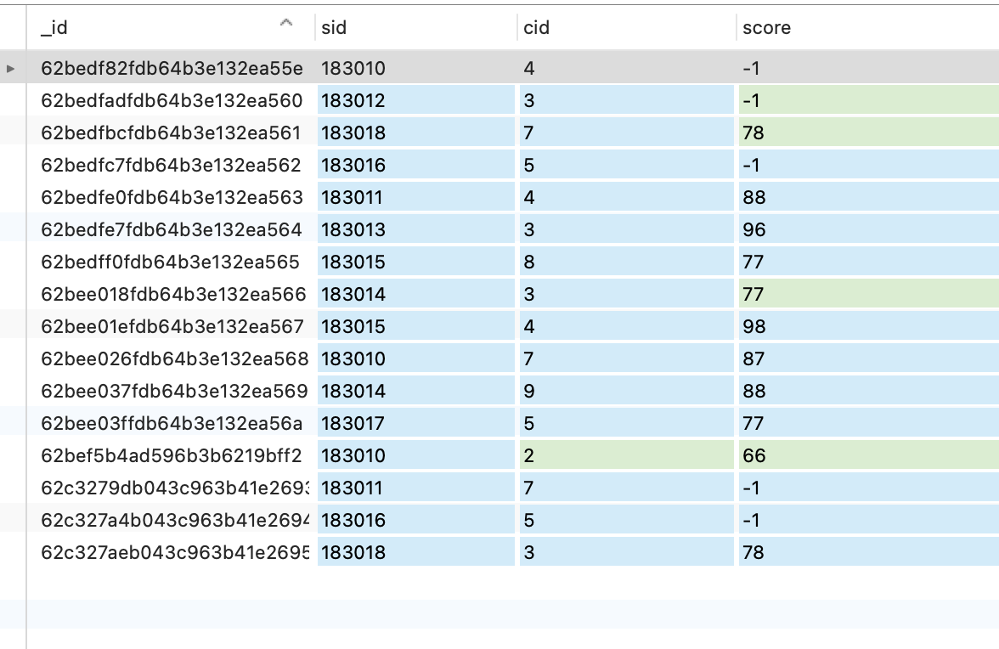 _id sid cid score
62bedf82fdb64b3e132ea55e 183010 4 -1
62bedfadfdb64b3e132ea560 183012 3 -1
62bedfbcfdb64b3e132ea561 183018 7 78
62bedfc7fdb64b3e132ea562 183016 5 -1
62bedfe0fdb64b3e132ea563 183011 4 88
62bedfe7fdb64b3e132ea564 183013 3 96
62bedff0fdb64b3e132ea565 183015 8 77
62bee018fdb64b3e132ea566 183014 3 77
62bee01efdb64b3e132ea567 183015 4 98
62bee026fdb64b3e132ea568 183010 7 87
62bee037fdb64b3e132ea569 183014 9 88
62bee03ffdb64b3e132ea56a 183017 5 77
62bef5b4ad596b3b6219bff2 183010 2 66
62c3279db043c963b41e2693 183011 7 -1
62c327a4b043c963b41e2694 183016 5 -1
62c327aeb043c963b41e2695 183018 3 78